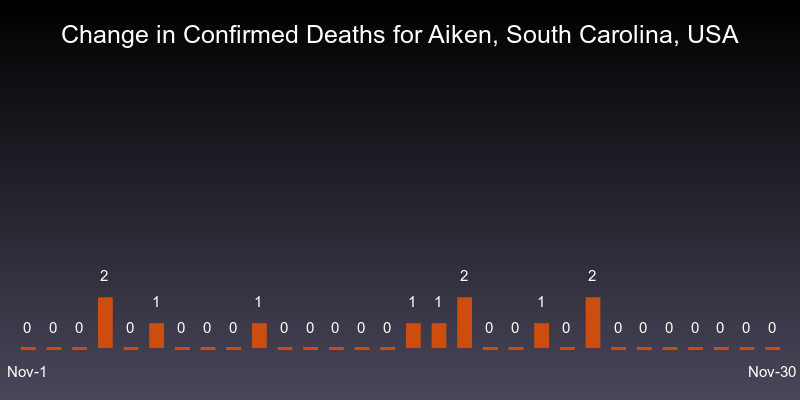 Change in Confirmed Deaths for Aiken, South Carolina, USA
0 0 0 2 0 1 0 0 0 1 0 0 0 0 0 1 1 2 0 0 1 0 2 0 0 0 0 0 0 0
Nov-1 Nov-30